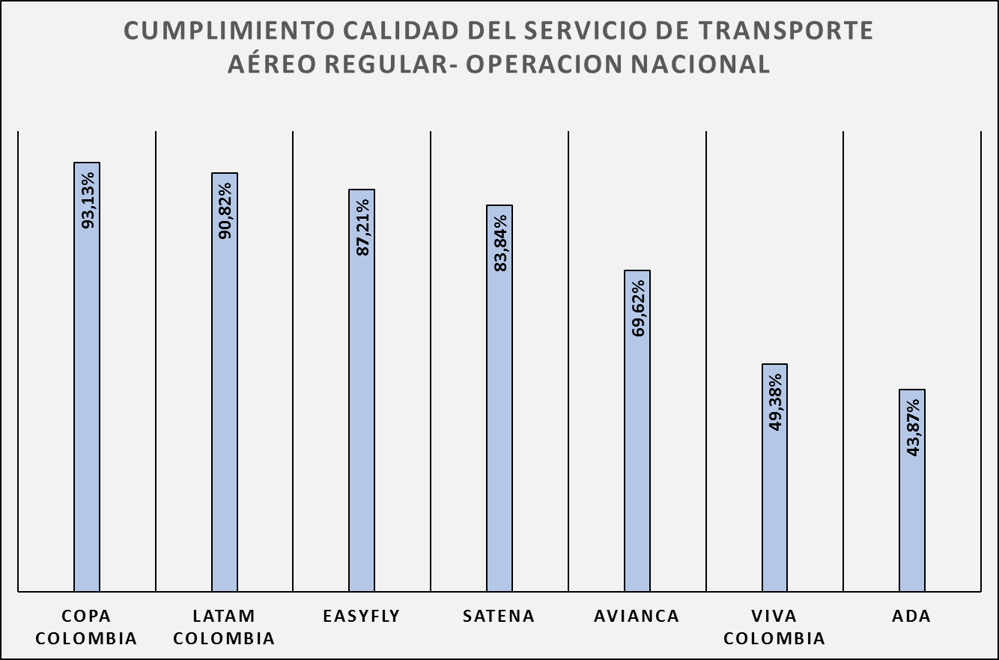 CUMPLIMIENTO CALIDAD DEL SERVICIO DE TRANSPORTE
AÉREO REGULAR- OPERACION NACIONAL
93,13%
90,82%
87,21%
83,84%
69,62%
49,38%
43,87%
COPA
COLOMBIA
LATAM
COLOMBIA
EASYFLY
SATENA
AVIANCA
VIVA
COLOMBIA
ADA